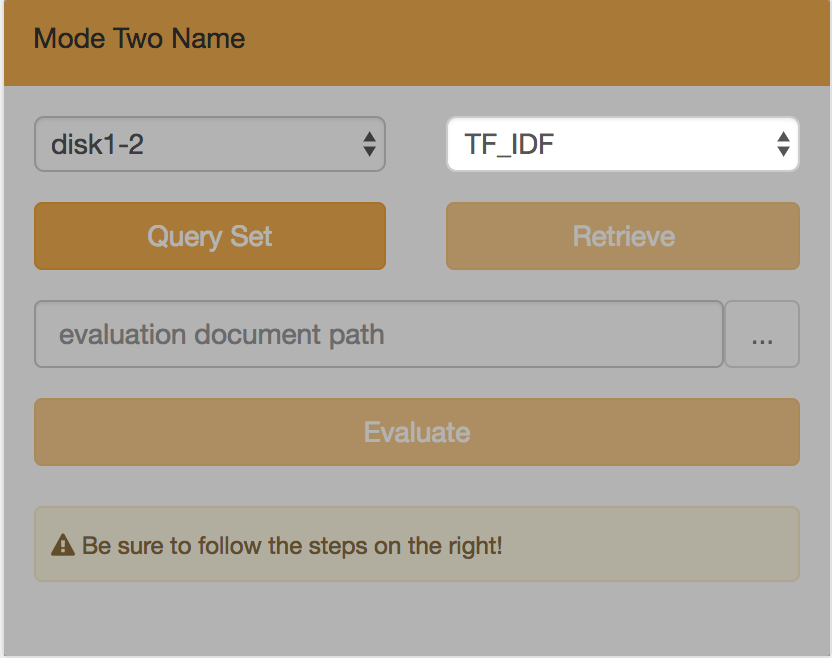 Mode Two Name
disk1-2
TF_IDF
Query Set
Retrieve
evaluation document path
...
Evaluate
Be sure to follow the steps on the right!